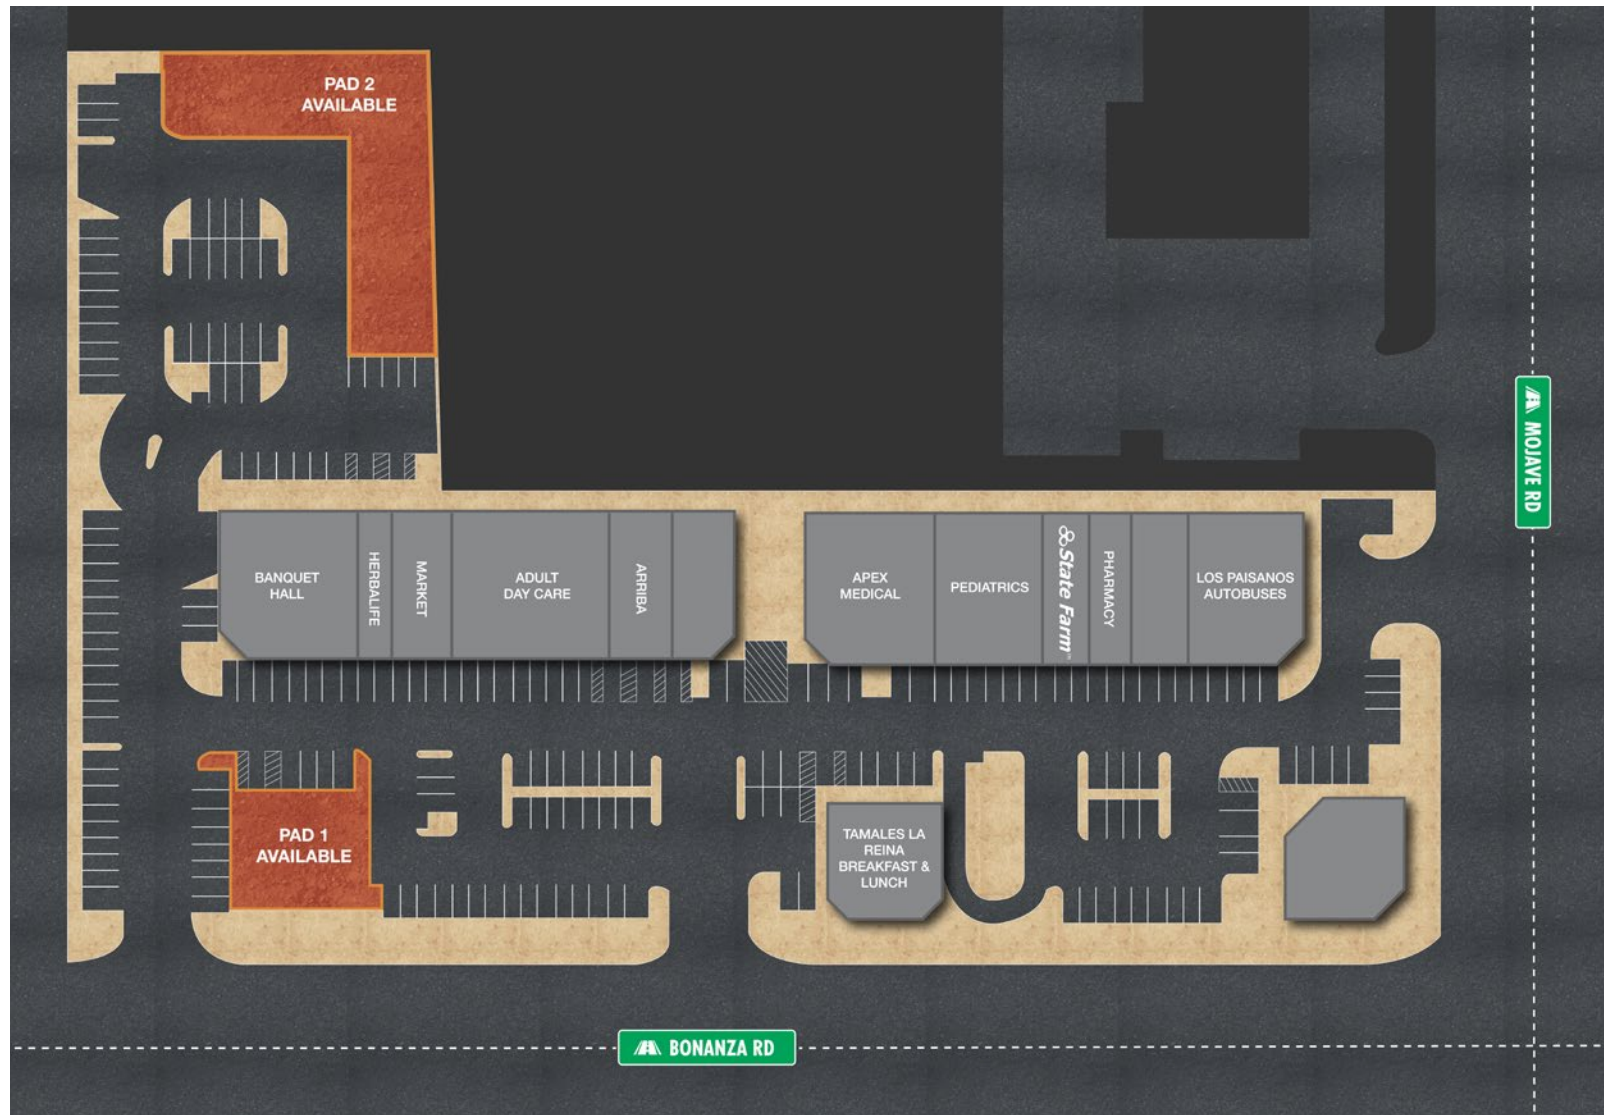 PAD 2
AVAILABLE
MOJAVE RD
BANQUET
HALL
HERBALIFE
MARKET
ADULT
DAY CARE
ARRIBA
APEX
MEDICAL
PEDIATRICS
State Farm™
PHARMACY
LOS PAISANOS
AUTOBUSES
PAD 1
AVAILABLE
TAMALES LA
REINA
BREAKFAST &
LUNCH
BONANZA RD